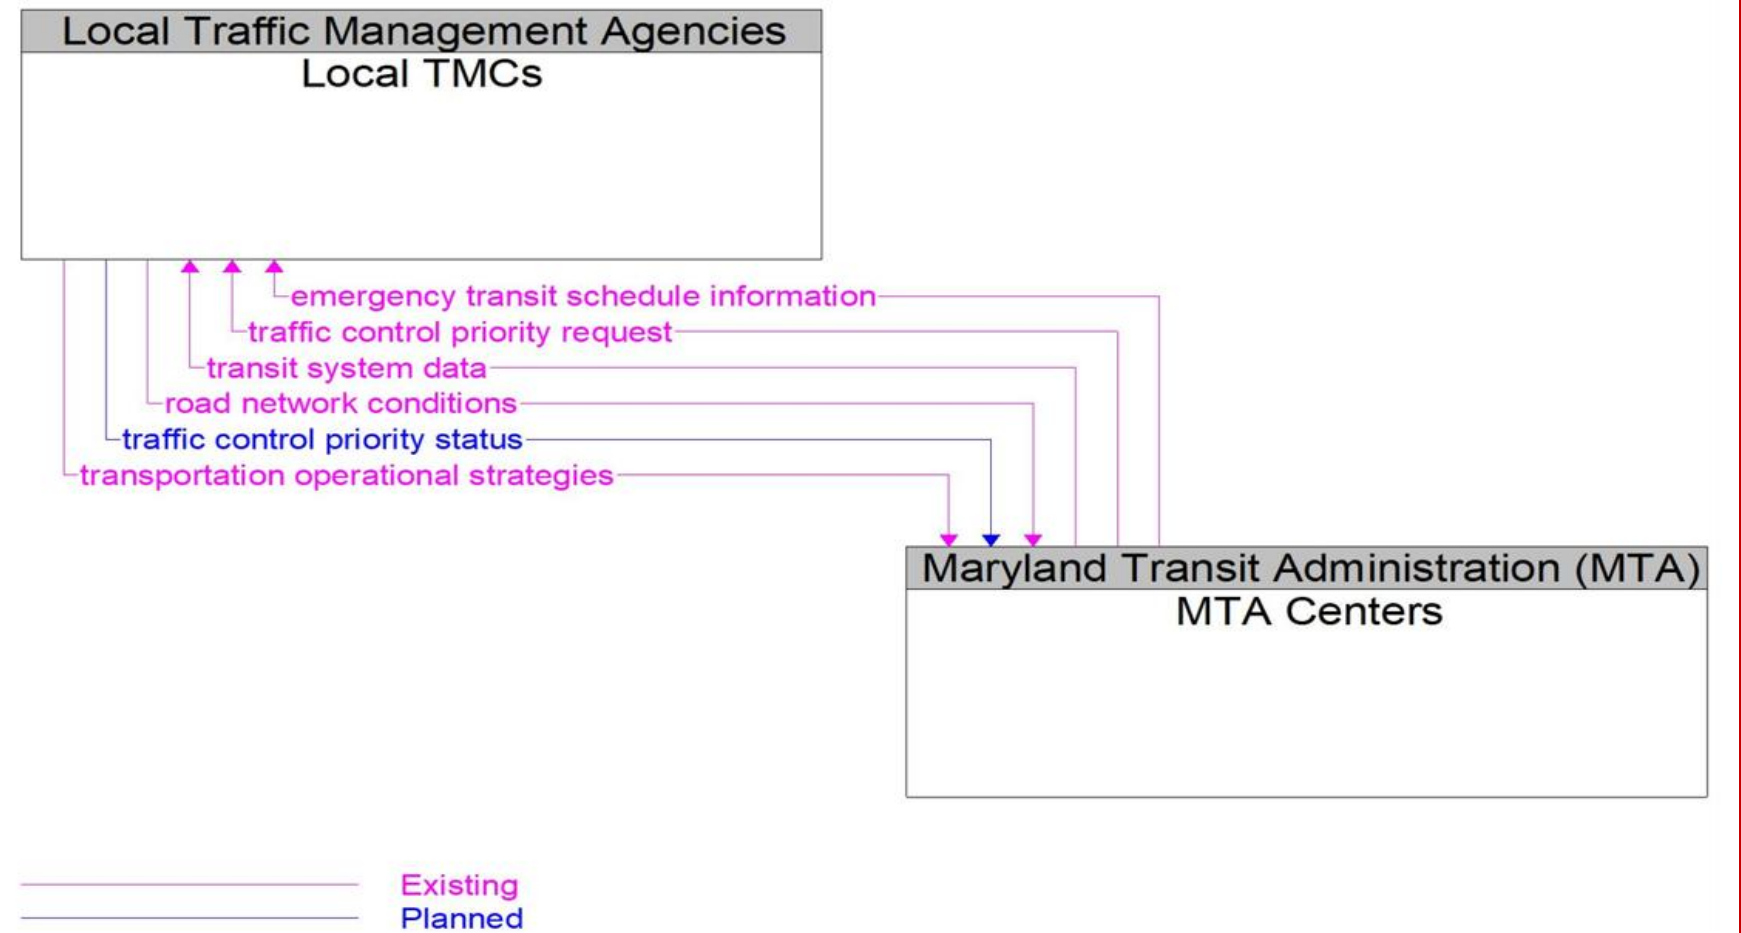 Local Traffic Management Agencies
Local TMCs
emergency transit schedule information
traffic control priority request
transit system data
road network conditions
traffic control priority status
transportation operational strategies
Maryland Transit Administration (MTA)
MTA Centers
Existing
Planned